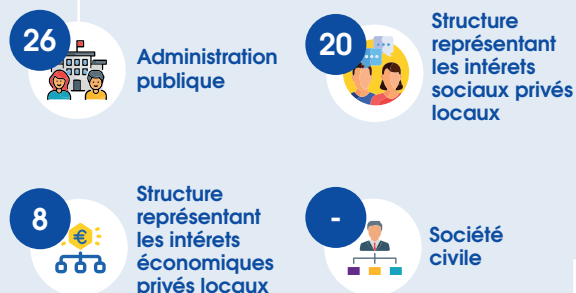 26
Administration
publique
20
Structure
représentant
les intérets
sociaux privés
locaux
8
€
Structure
représentant
les intérets
économiques
privés locaux
-
Société
civile